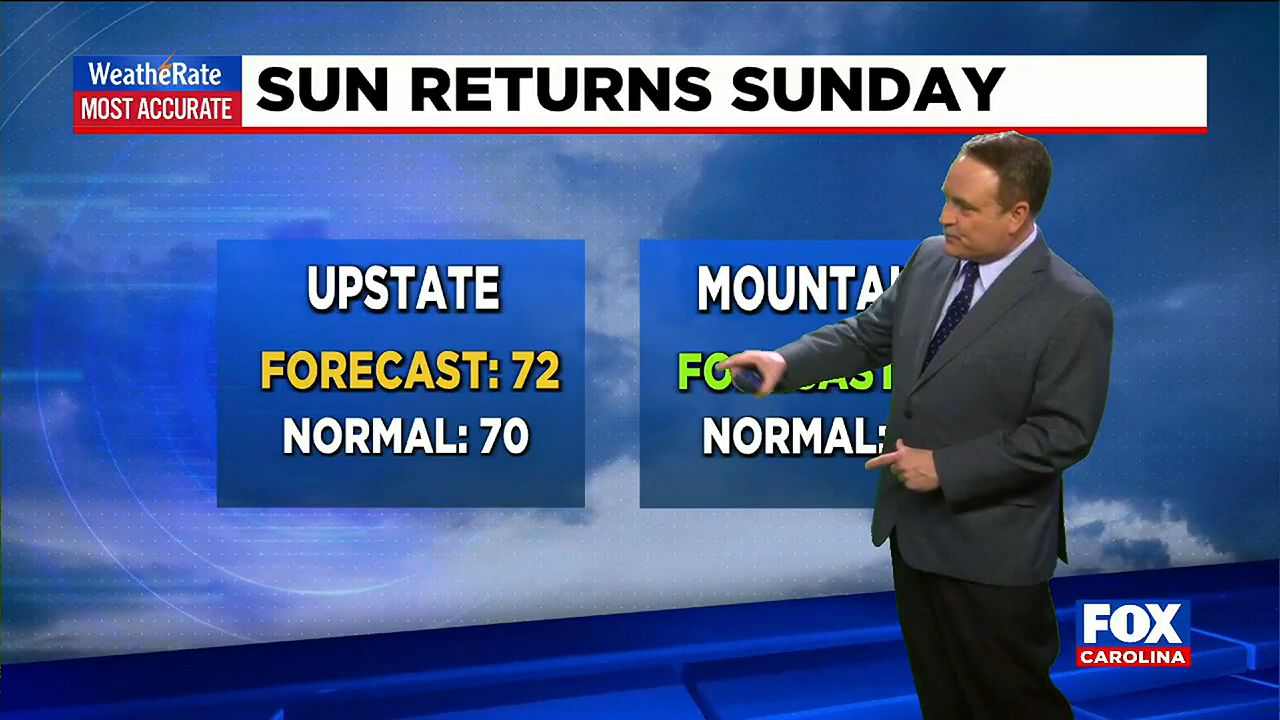 WeatheRate
MOST ACCURATE
SUN RETURNS SUNDAY
UPSTATE
FORECAST: 72
NORMAL: 70
NORMAL:
FOX
CAROLINA